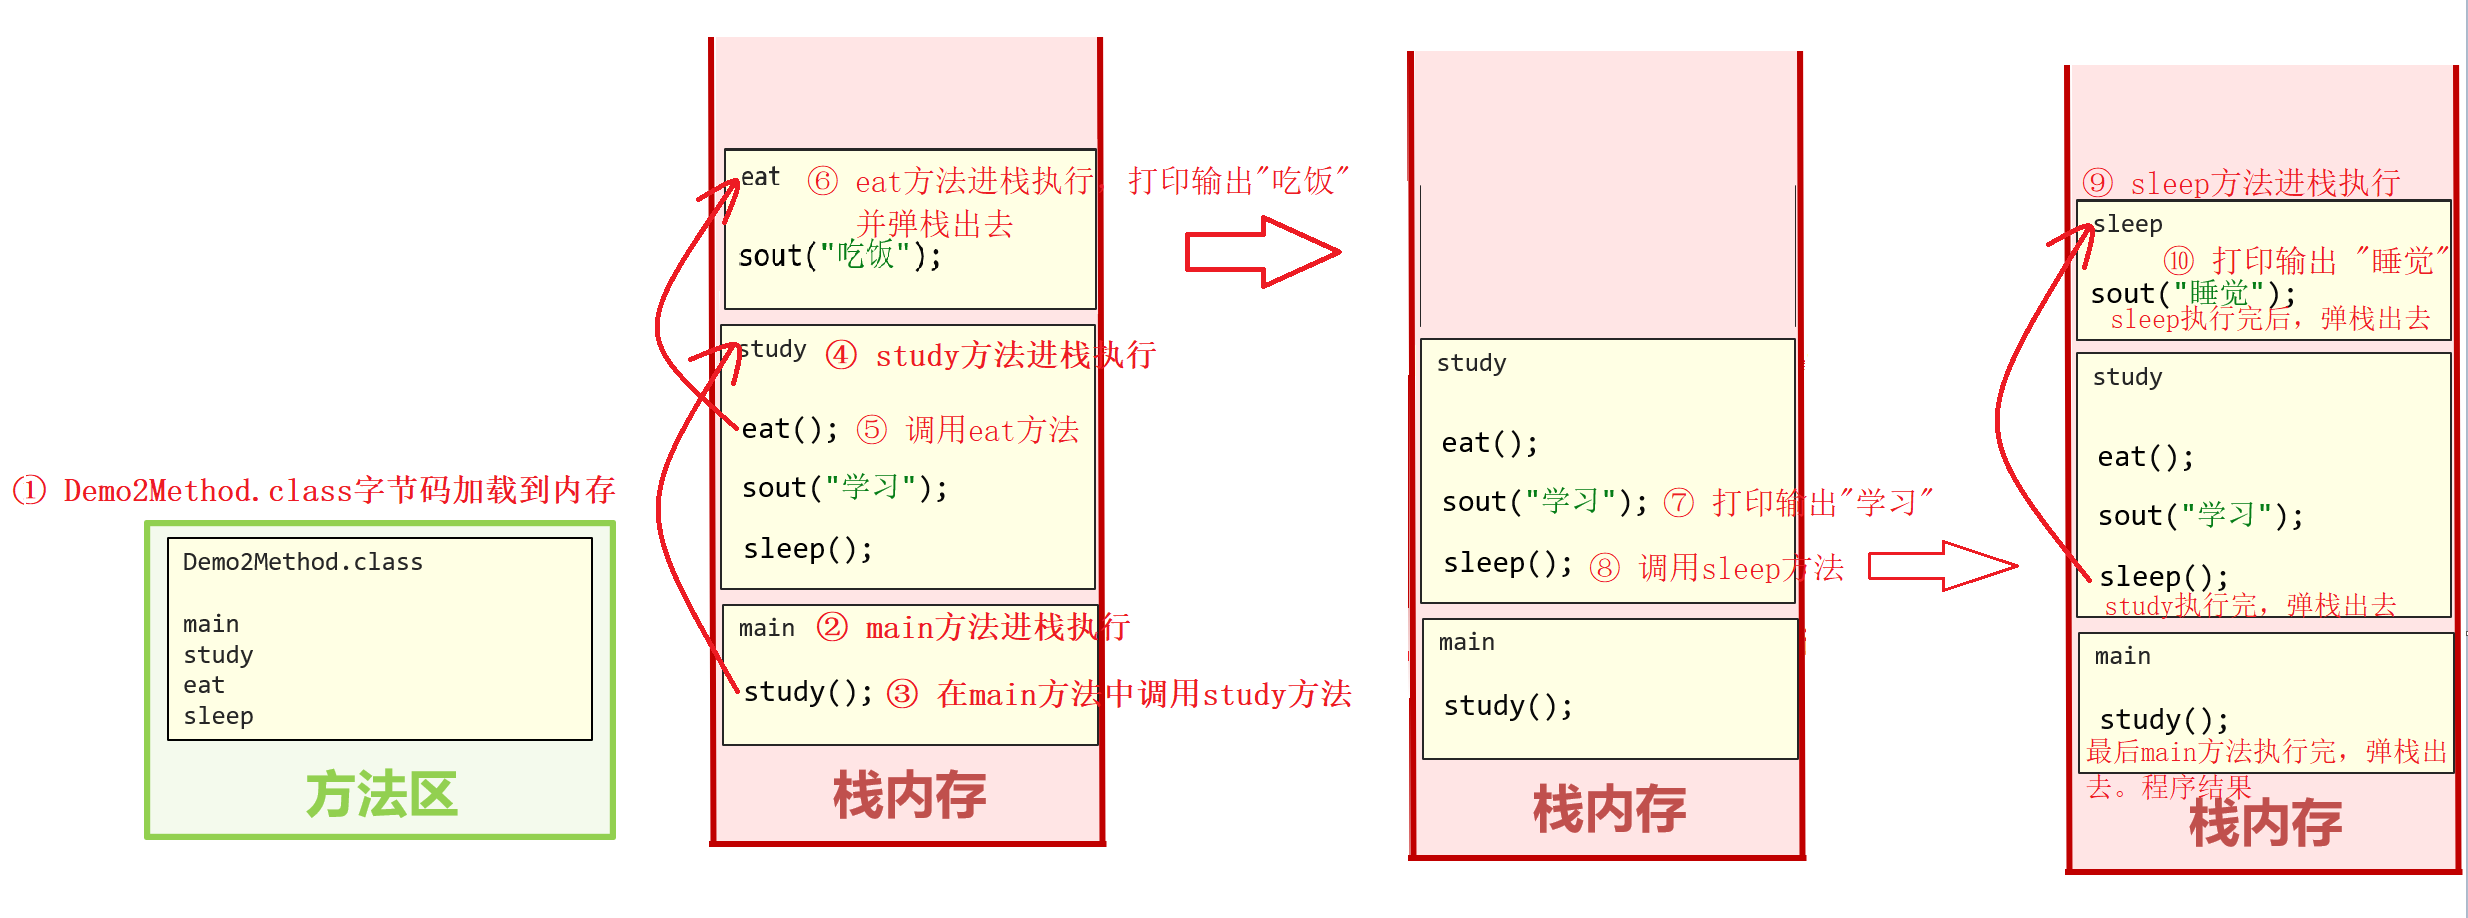 ① Demo2Method.class字节码加载到内存
Demo2Method.class
main
study
eat
sleep
方法区
eat
⑥ eat方法进栈执行，打印输出"吃饭"
并弹栈出去
sout("吃饭");
study
④ study方法进栈执行
eat();
⑤ 调用eat方法
sout("学习");
sleep();
main
② main方法进栈执行
study();
③ 在main方法中调用study方法
栈内存
study
eat();
sout("学习");
⑦ 打印输出"学习"
sleep();
⑧ 调用sleep方法
main
study();
栈内存
⑨ sleep方法进栈执行
sleep
⑩ 打印输出 "睡觉"
sout("睡觉");
sleep执行完后，弹栈出去
study
eat();
sout("学习");
sleep();
study执行完，弹栈出去
main
study();
最后main方法执行完，弹栈出
去。程序结果
栈内存